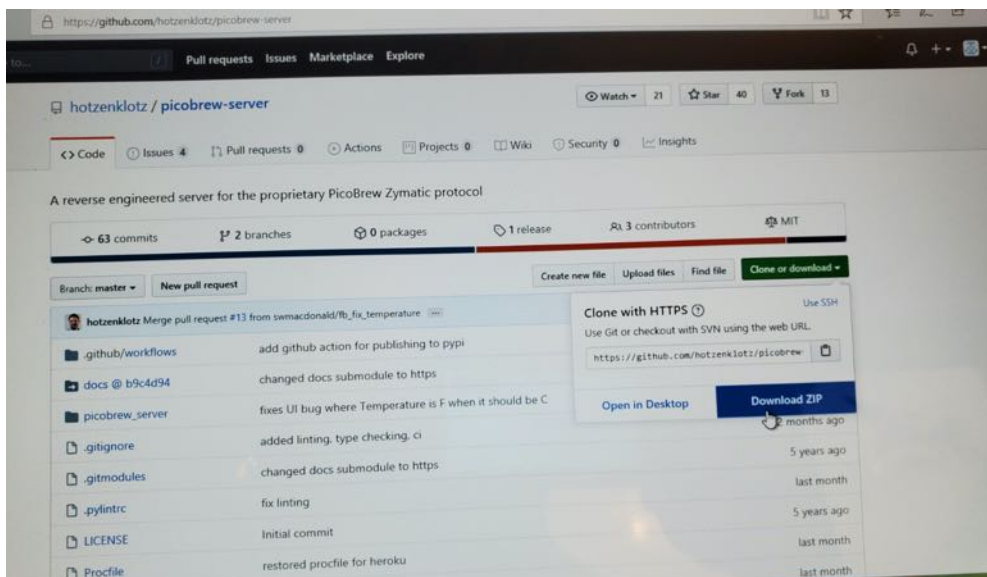 https://github.com/hotzenklotz/picobrew-server
to... / Pull requests Issues Marketplace Explore
hotzenklotz / picobrew-server
Watch 21 Star 40 Fork 13
<> Code Issues 4 Pull requests 0 Actions Projects 0 Wiki Security 0 Insights
A reverse engineered server for the proprietary PicoBrew Zymatic protocol
63 commits 2 branches 0 packages 1 release 3 contributors MIT
Branch: master New pull request Create new file Upload files Find file Clone or download
hotzenklotz Merge pull request #13 from swmacdonald/fb_fix_temperature ...
Clone with HTTPS ? Use SSH
Use Git or checkout with SVN using the web URL.
https://github.com/hotzenklotz/picobrew-
Open in Desktop Download ZIP
.github/workflows add github action for publishing to pypi
docs @ b9c4d94 changed docs submodule to https
picobrew_server fixes UI bug where Temperature is F when it should be C
2 months ago
.gitignore added linting, type checking, ci
5 years ago
.gitmodules changed docs submodule to https
last month
.pylintrc fix linting
5 years ago
LICENSE Initial commit
last month
Procfile restored procfile for heroku
last month